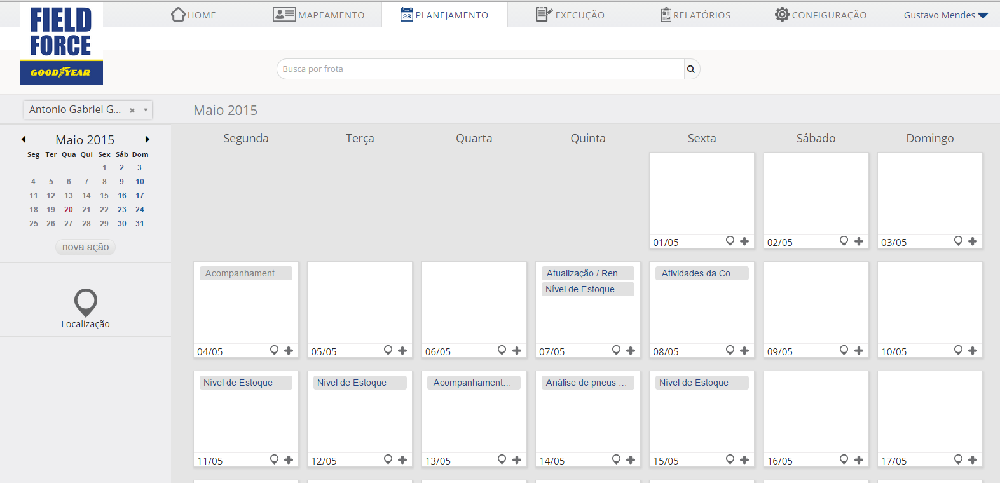 FIELD
FORCE
GOODYEAR
HOME
MAPEAMENTO
28
PLANEJAMENTO
EXECUÇÃO
RELATÓRIOS
CONFIGURAÇÃO
Gustavo Mendes
Busca por frota
Antonio Gabriel G...
Maio 2015
Maio 2015
Seg Ter Qua Qui Sex Sáb Dom
1 2 3
4 5 6 7 8 9 10
11 12 13 14 15 16 17
18 19 20 21 22 23 24
25 26 27 28 29 30 31
nova ação
Localização
Segunda Terça Quarta Quinta Sexta Sábado Domingo
01/05 02/05 03/05
Acompanhament...
Atualização / Ren...
Nível de Estoque
Atividades da Co...
04/05 05/05 06/05 07/05 08/05 09/05 10/05
Nível de Estoque
Nível de Estoque
Acompanhament...
Análise de pneus ...
Nível de Estoque
11/05 12/05 13/05 14/05 15/05 16/05 17/05